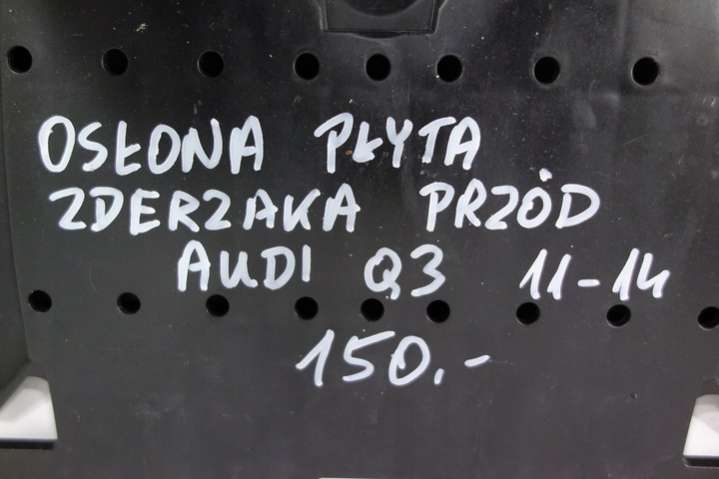 OSŁONA PŁYTA
ZDERZAKA PRZÓD
AUDI Q3 11-14
150.-